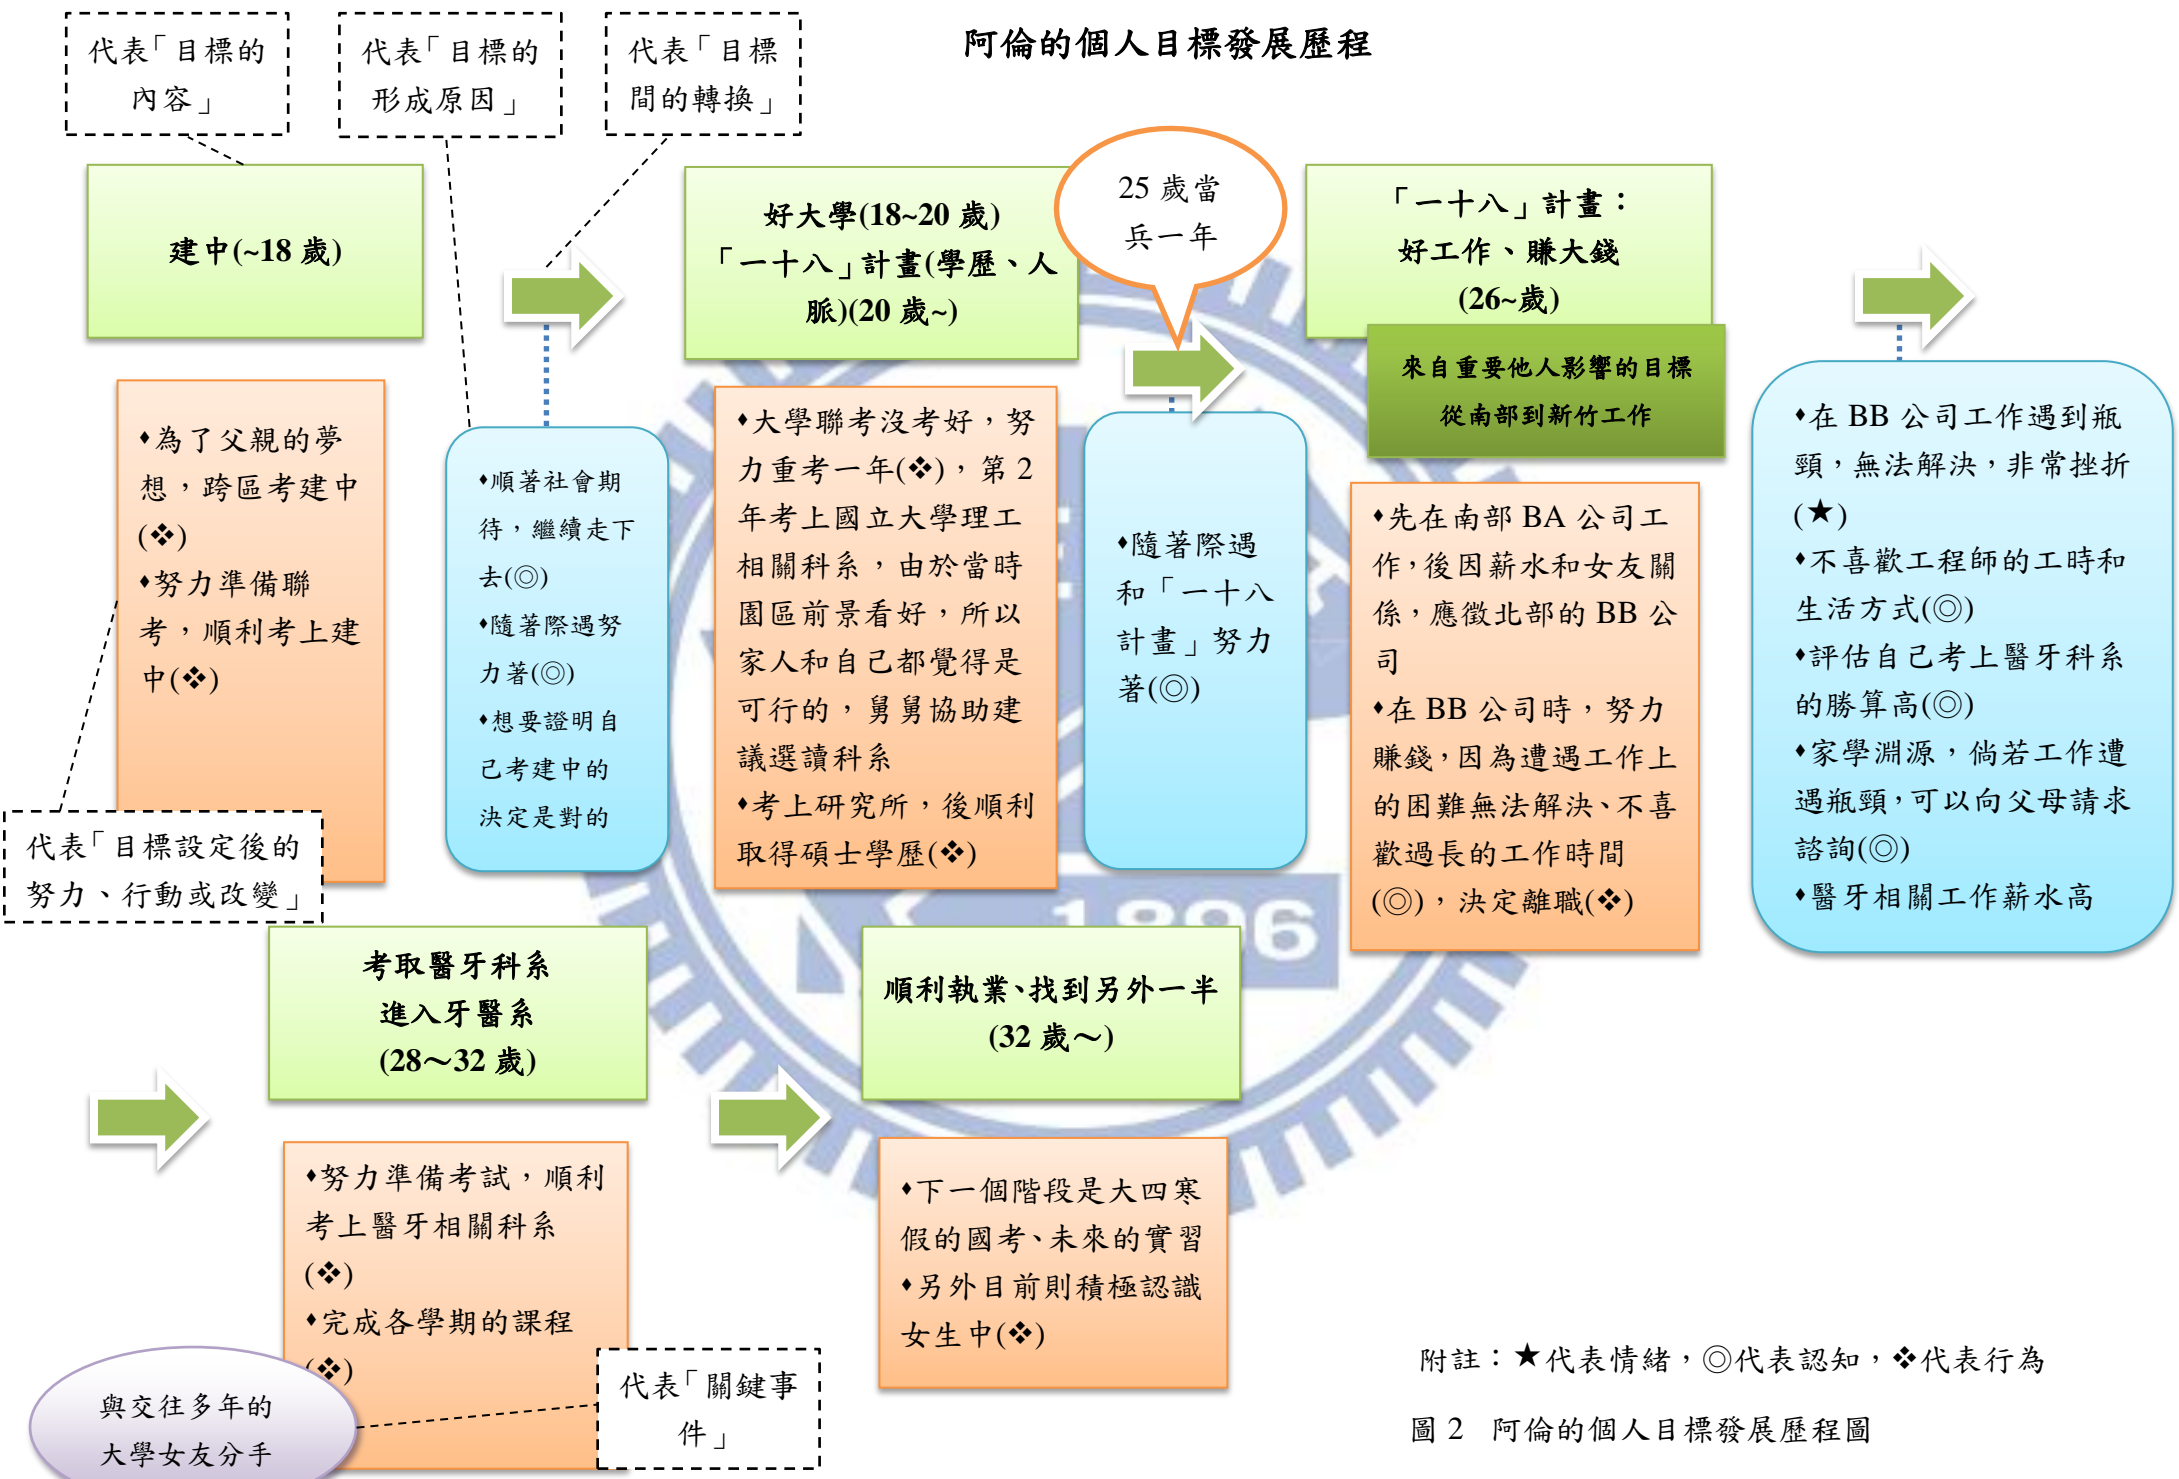 阿倫的個人目標發展歷程
代表「目標的
內容」
代表「目標的
形成原因」
代表「目標
間的轉換」
建中(~18 歲)
♦為了父親的夢
想，跨區考建中
(❖)
♦努力準備聯
考，順利考上建
中(❖)
代表「目標設定後的
努力、行動或改變」
♦順著社會期
待，繼續走下
去(◎)
♦隨著際遇努
力著(◎)
♦想要證明自
己考建中的
決定是對的
好大學(18~20 歲)
「一十八」計畫(學歷、人
脈)(20 歲~)
♦大學聯考沒考好，努
力重考一年(❖)，第 2
年考上國立大學理工
相關科系，由於當時
園區前景看好，所以
家人和自己都覺得是
可行的，舅舅協助建
議選讀科系
♦考上研究所，後順利
取得碩士學歷(❖)
25 歲當
兵一年
♦隨著際遇
和「一十八
計畫」努力
著(◎)
「一十八」計畫：
好工作、賺大錢
(26~歲)
來自重要他人影響的目標
從南部到新竹工作
♦先在南部 BA 公司工
作，後因薪水和女友關
係，應徵北部的 BB 公
司
♦在 BB 公司時，努力
賺錢，因為遭遇工作上
的困難無法解決、不喜
歡過長的工作時間
(◎)，決定離職(❖)
♦在 BB 公司工作遇到瓶
頸，無法解決，非常挫折
(★)
♦不喜歡工程師的工時和
生活方式(◎)
♦評估自己考上醫牙科系
的勝算高(◎)
♦家學淵源，倘若工作遭
遇瓶頸，可以向父母請求
諮詢(◎)
♦醫牙相關工作薪水高
1896
考取醫牙科系
進入牙醫系
(28～32 歲)
♦努力準備考試，順利
考上醫牙相關科系
(❖)
♦完成各學期的課程
(❖)
與交往多年的
大學女友分手
代表「關鍵事
件」
順利執業、找到另外一半
(32 歲～)
♦下一個階段是大四寒
假的國考、未來的實習
♦另外目前則積極認識
女生中(❖)
附註：★代表情緒，◎代表認知，❖代表行為
圖 2 阿倫的個人目標發展歷程圖